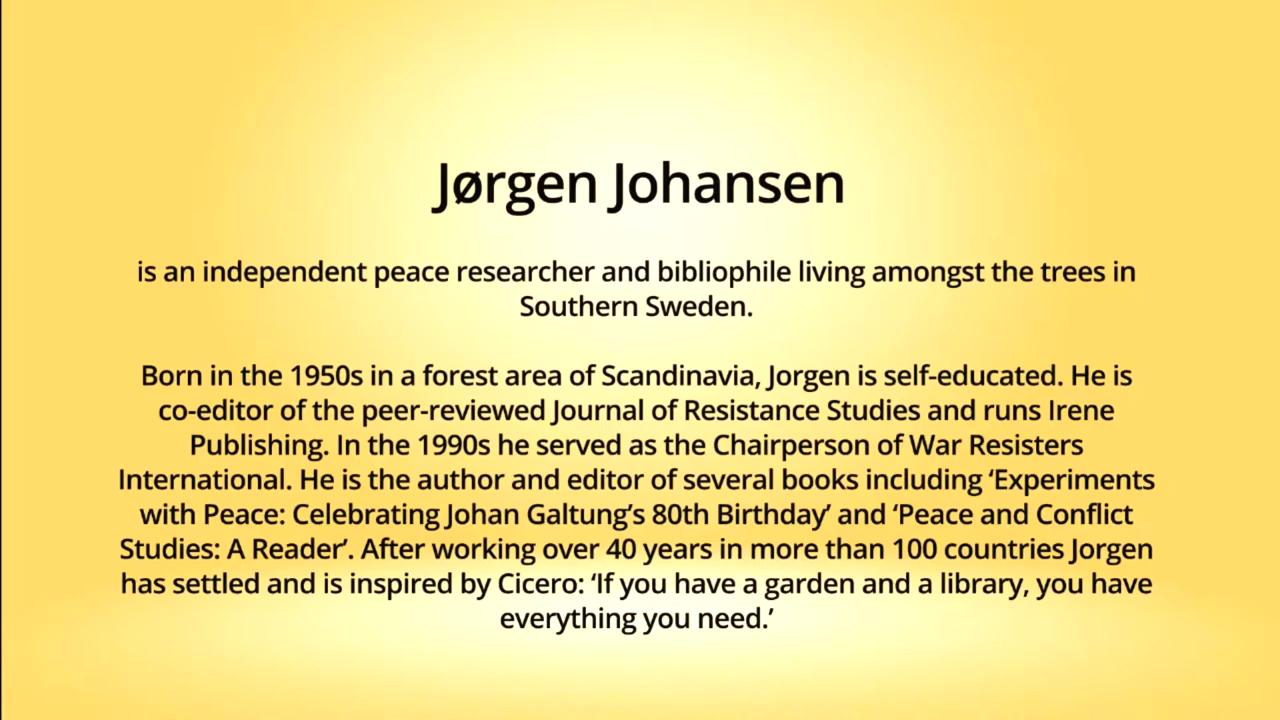 Jørgen Johansen
is an independent peace researcher and bibliophile living amongst the trees in
Southern Sweden.
Born in the 1950s in a forest area of Scandinavia, Jorgen is self-educated. He is
co-editor of the peer-reviewed Journal of Resistance Studies and runs Irene
Publishing. In the 1990s he served as the Chairperson of War Resisters
International. He is the author and editor of several books including ‘Experiments
with Peace: Celebrating Johan Galtung’s 80th Birthday’ and ‘Peace and Conflict
Studies: A Reader’. After working over 40 years in more than 100 countries Jorgen
has settled and is inspired by Cicero: ‘If you have a garden and a library, you have
everything you need.’